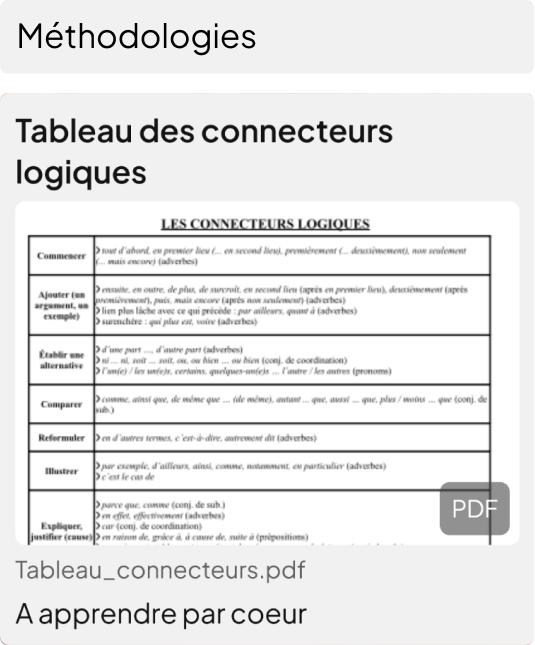 Méthodologies
Tableau des connecteurs
logiques
LES CONNECTEURS LOGIQUES
Commencer
tout d'abord, en premier lieu (... en second lieu), premièrement (... deuxièmement), non seulement
(... mais encore) (adverbes)
Ajouter (un
argument, un
exemple)
ensuite, en outre, de plus, de surcroît, en second lieu (après en premier lieu), deuxièmement (après
premièrement), puis, mais encore (après non seulement) (adverbes)
lien plus lâche avec ce qui précède : par ailleurs, quant à (adverbes)
surenchère : qui plus est, voire (adverbes)
Établir une
alternative
d'une part ..., d'autre part (adverbes)
ni ... ni, soit ... soit, ou, ou bien ... ou bien (conj. de coordination)
l'un(e) / les un(e)s, certains, quelques-un(e)s ... l'autre / les autres (pronoms)
Comparer
comme, ainsi que, de même que ... (de même), autant ... que, aussi ... que, plus / moins ... que (conj. de
sub.)
Reformuler
en d'autres termes, c'est-à-dire, autrement dit (adverbes)
Illustrer
par exemple, d'ailleurs, ainsi, comme, notamment, en particulier (adverbes)
c'est le cas de
Expliquer,
justifier (cause)
parce que, comme (conj. de sub.)
en effet, effectivement (adverbes)
car (conj. de coordination)
en raison de, grâce à, à cause de, suite à (prépositions)
PDF
Tableau_connecteurs.pdf
A apprendre par coeur